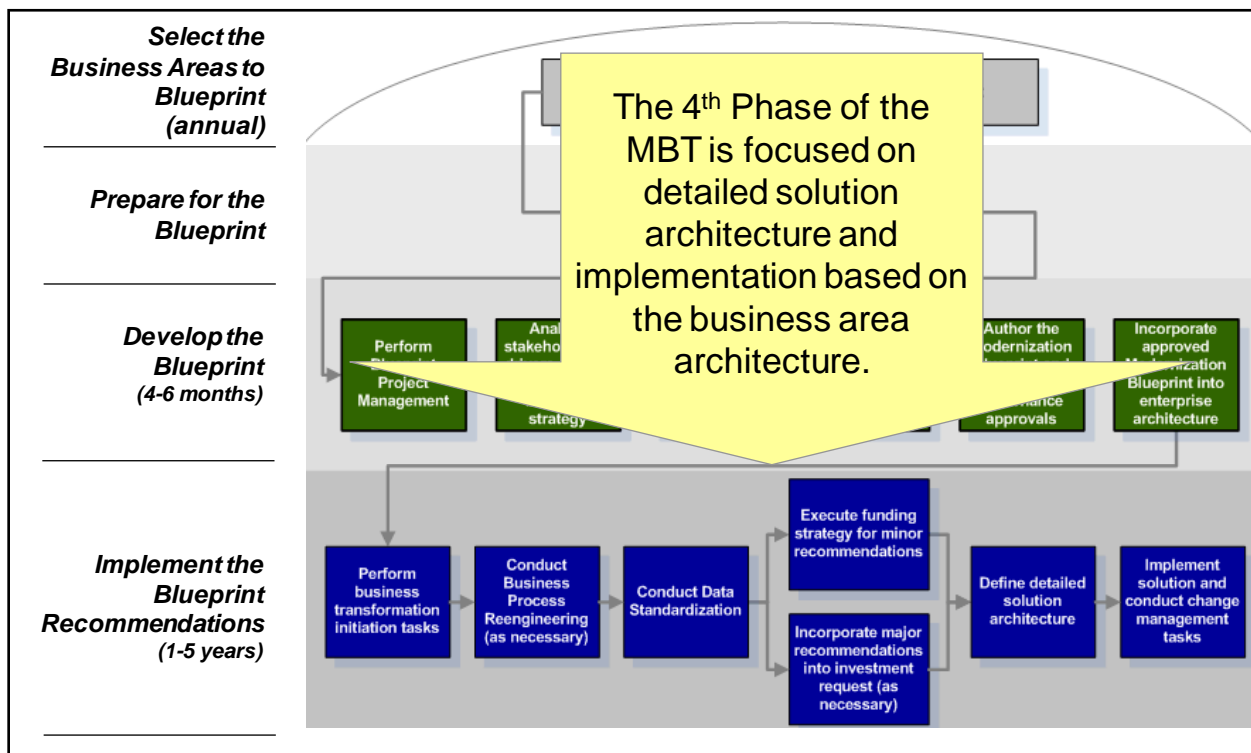 Select the
Business Areas to
Blueprint
(annual)
Prepare for the
Blueprint
Develop the
Blueprint
(4-6 months)
Implement the
Blueprint
Recommendations
(1-5 years)
The 4th Phase of the
MBT is focused on
detailed solution
architecture and
implementation based on
the business area
architecture.
Perform
Project
Management
strategy
Author the
approvals
Incorporate
approved
Modernization
Blueprint into
enterprise
architecture
Perform
business
transformation
initiation tasks
Conduct
Business
Process
Reengineering
(as necessary)
Conduct Data
Standardization
Execute funding
strategy for minor
recommendations
Incorporate major
recommendations
into investment
request (as
necessary)
Define detailed
solution
architecture
Implement
solution and
conduct change
management
tasks